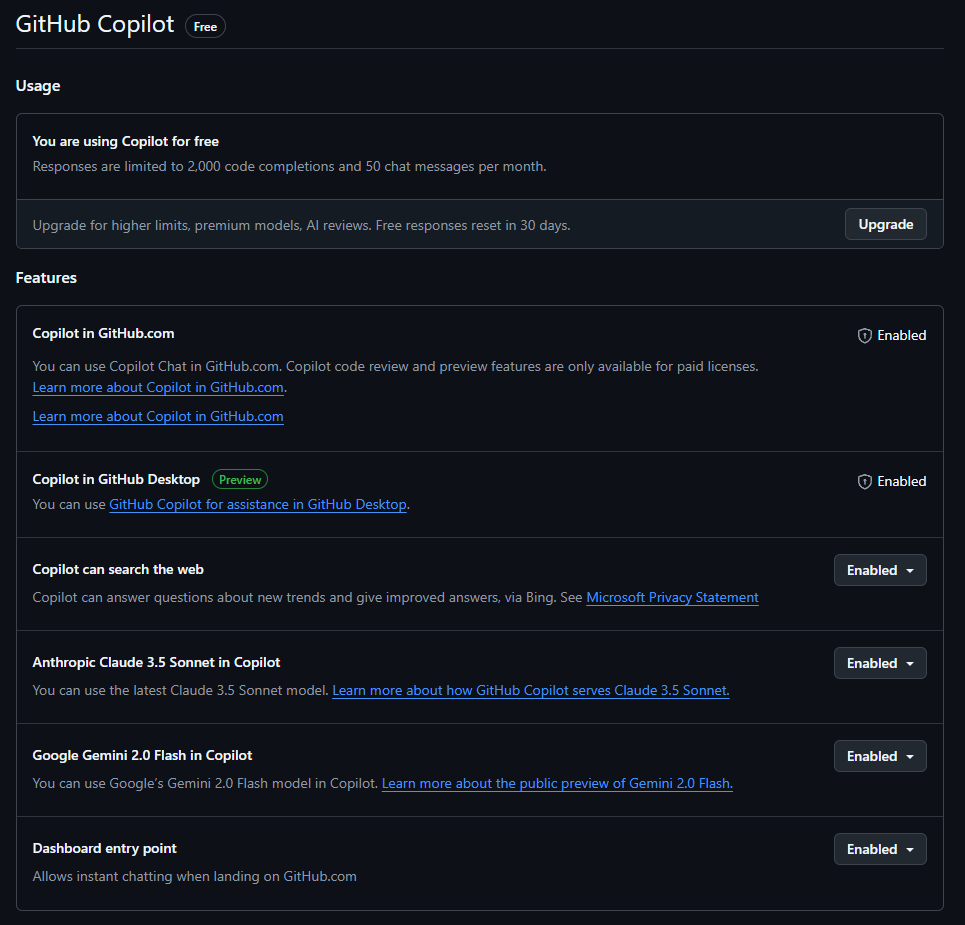 GitHub Copilot Free
Usage
You are using Copilot for free
Responses are limited to 2,000 code completions and 50 chat messages per month.
Upgrade for higher limits, premium models, AI reviews. Free responses reset in 30 days.
Upgrade
Features
Copilot in GitHub.com
Enabled
You can use Copilot Chat in GitHub.com. Copilot code review and preview features are only available for paid licenses.
Learn more about Copilot in GitHub.com.
Learn more about Copilot in GitHub.com
Copilot in GitHub Desktop Preview
Enabled
You can use GitHub Copilot for assistance in GitHub Desktop.
Copilot can search the web
Enabled
Copilot can answer questions about new trends and give improved answers, via Bing. See Microsoft Privacy Statement
Anthropic Claude 3.5 Sonnet in Copilot
Enabled
You can use the latest Claude 3.5 Sonnet model. Learn more about how GitHub Copilot serves Claude 3.5 Sonnet.
Google Gemini 2.0 Flash in Copilot
Enabled
You can use Google’s Gemini 2.0 Flash model in Copilot. Learn more about the public preview of Gemini 2.0 Flash.
Dashboard entry point
Enabled
Allows instant chatting when landing on GitHub.com